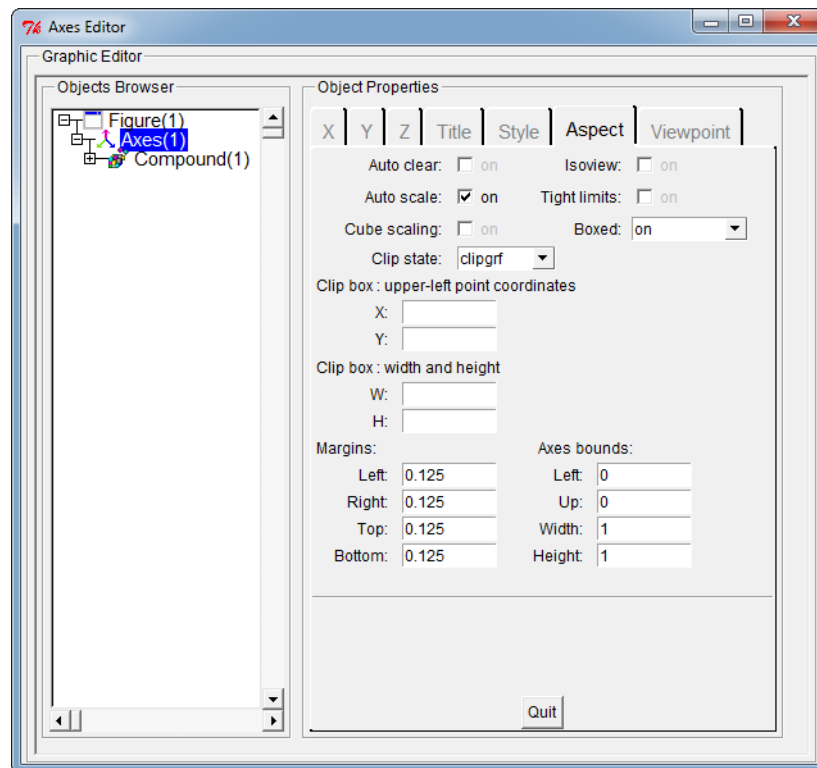 Axes Editor
Graphic Editor
Objects Browser
Figure(1)
Axes(1)
Compound(1)
Object Properties
X Y Z Title Style Aspect Viewpoint
Auto clear: on Isoview: on
Auto scale: on Tight limits: on
Cube scaling: on Boxed: on
Clip state: clipgrf
Clip box : upper-left point coordinates
X:
Y:
Clip box : width and height
W:
H:
Margins: Axes bounds:
Left: 0.125 Left: 0
Right: 0.125 Up: 0
Top: 0.125 Width: 1
Bottom: 0.125 Height: 1
Quit